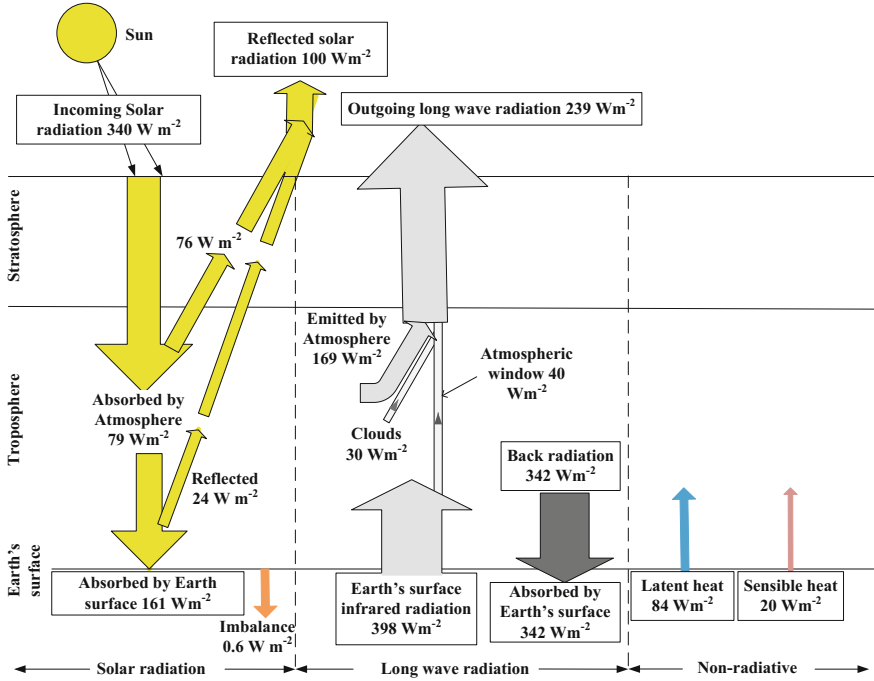 Sun
Reflected solar
radiation 100 Wm-2
Incoming Solar
radiation 340 W m-2
Outgoing long wave radiation 239 Wm-2
Stratosphere
76 W m-2
Troposphere
Emitted by
Atmosphere
169 Wm-2
Atmospheric
window 40
Wm-2
Absorbed by
Atmosphere
79 Wm-2
Clouds
30 Wm-2
Reflected
24 W m-2
Back radiation
342 Wm-2
Earth's
surface
Absorbed by Earth
surface 161 Wm-2
Imbalance
0.6 W m-2
Earth's surface
infrared radiation
398 Wm-2
Absorbed by
Earth's surface
342 Wm-2
Latent heat
84 Wm-2
Sensible heat
20 Wm-2
Solar radiation
Long wave radiation
Non-radiative